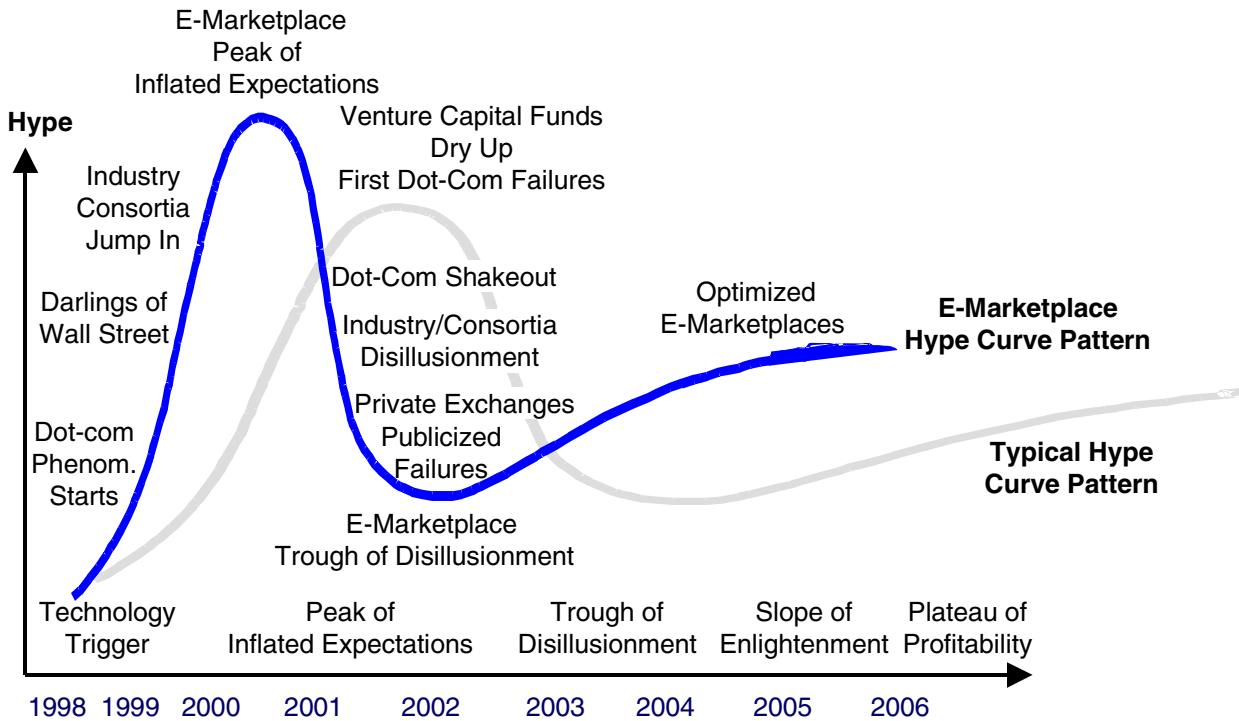 E-Marketplace
Peak of
Inflated Expectations
Hype
Venture Capital Funds
Dry Up
First Dot-Com Failures
Industry
Consortia
Jump In
Dot-Com Shakeout
Darlings of
Wall Street
Industry/Consortia
Disillusionment
Optimized
E-Marketplaces
E-Marketplace
Hype Curve Pattern
Private Exchanges
Publicized
Failures
Dot-com
Phenom.
Starts
Typical Hype
Curve Pattern
E-Marketplace
Trough of Disillusionment
Technology
Trigger
Peak of
Inflated Expectations
Trough of
Disillusionment
Slope of
Enlightenment
Plateau of
Profitability
1998 1999 2000 2001 2002 2003 2004 2005 2006